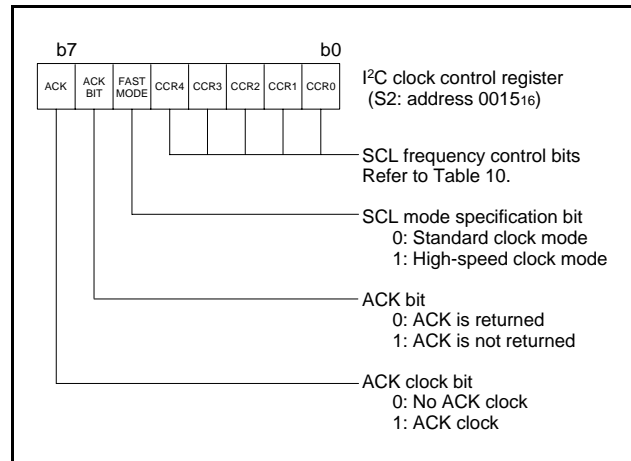 b7 b0
ACK ACK BIT FAST MODE CCR4 CCR3 CCR2 CCR1 CCR0
I²C clock control register
(S2: address 0015₁₆)
SCL frequency control bits
Refer to Table 10.
SCL mode specification bit
0: Standard clock mode
1: High-speed clock mode
ACK bit
0: ACK is returned
1: ACK is not returned
ACK clock bit
0: No ACK clock
1: ACK clock